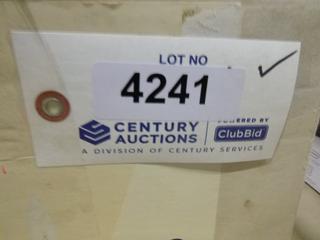 LOT NO
4241
CENTURY
AUCTIONS
POWERED BY
ClubBid
A DIVISION OF CENTURY SERVICES